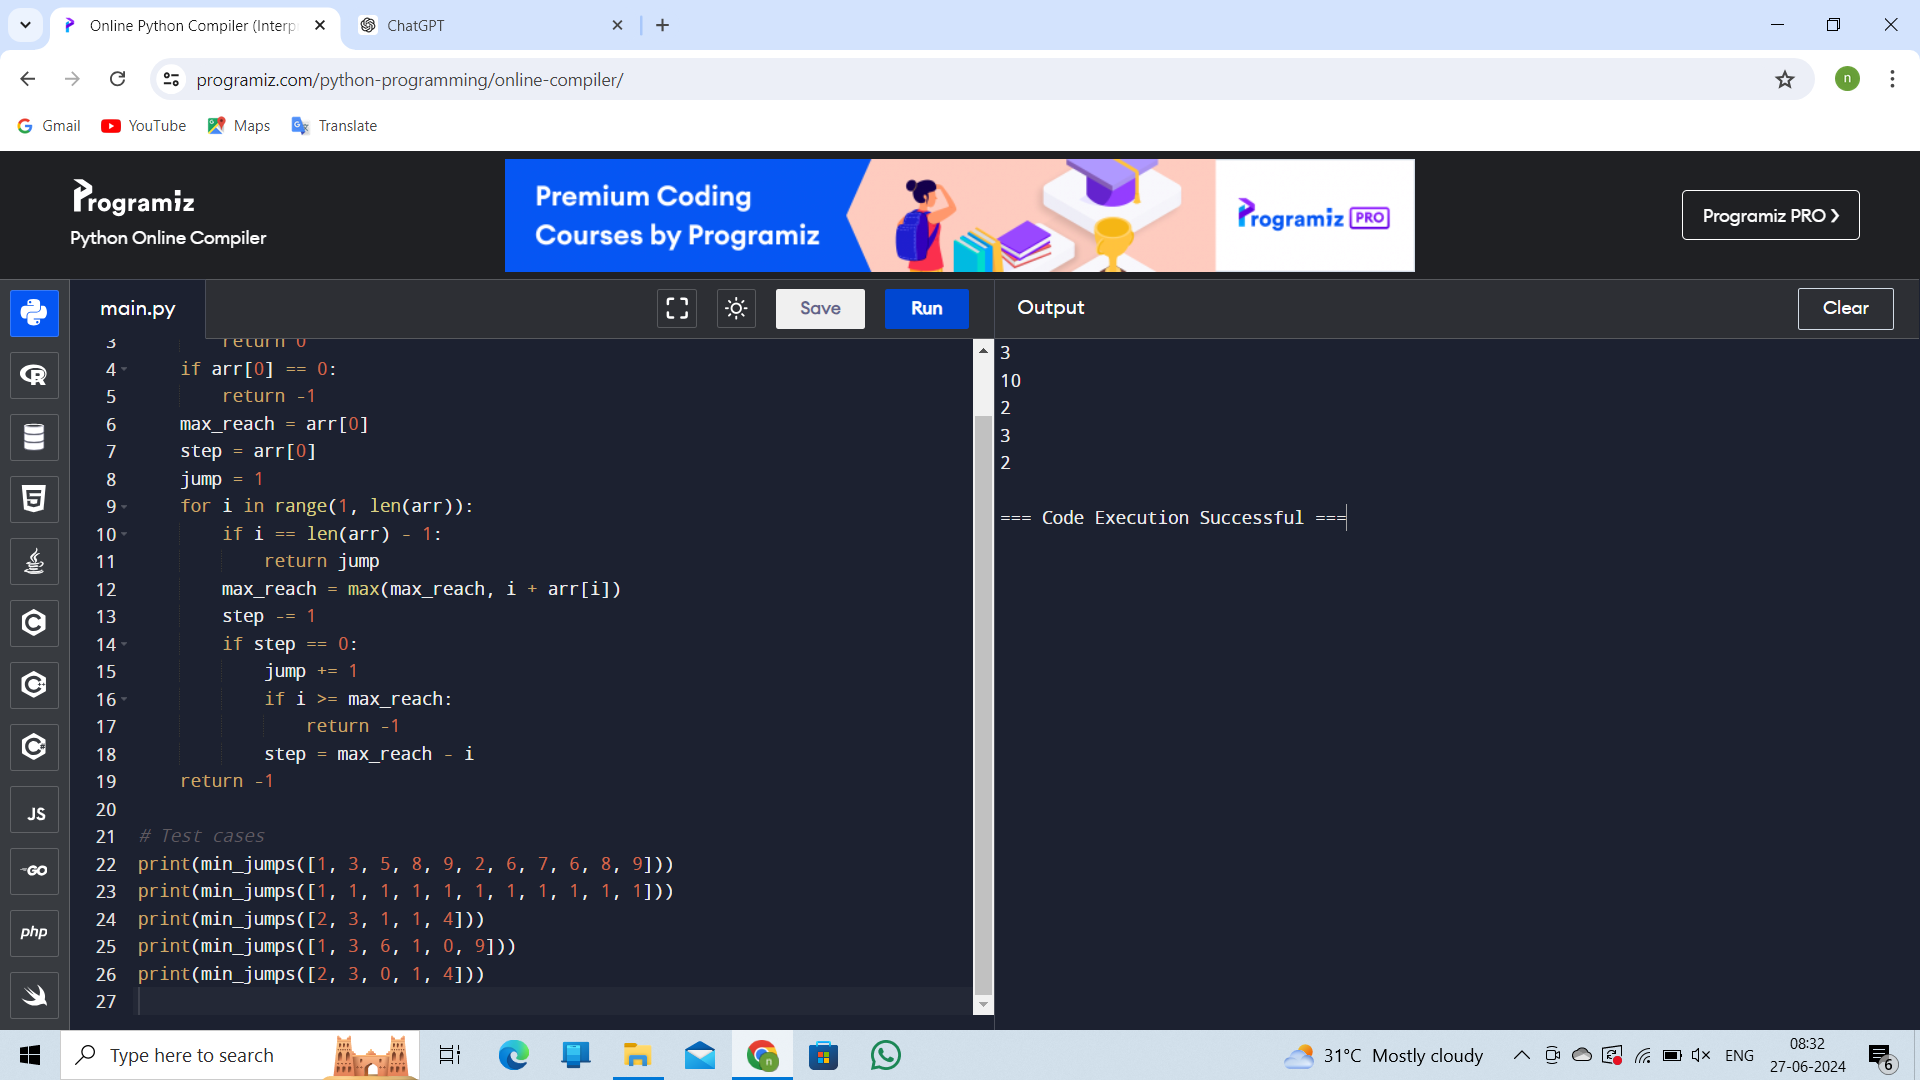 Online Python Compiler (Interp
ChatGPT
programiz.com/python-programming/online-compiler/
n
Gmail
YouTube
Maps
Translate
Programiz
Python Online Compiler
Premium Coding
Courses by Programiz
Programiz PRO
Programiz PRO ❯
main.py
Save
Run
Output
Clear
3 return 0
4 if arr[0] == 0:
5 return -1
6 max_reach = arr[0]
7 step = arr[0]
8 jump = 1
9 for i in range(1, len(arr)):
10 if i == len(arr) - 1:
11 return jump
12 max_reach = max(max_reach, i + arr[i])
13 step -= 1
14 if step == 0:
15 jump += 1
16 if i >= max_reach:
17 return -1
18 step = max_reach - i
19 return -1
20
21 # Test cases
22 print(min_jumps([1, 3, 5, 8, 9, 2, 6, 7, 6, 8, 9]))
23 print(min_jumps([1, 1, 1, 1, 1, 1, 1, 1, 1, 1, 1]))
24 print(min_jumps([2, 3, 1, 1, 4]))
25 print(min_jumps([1, 3, 6, 1, 0, 9]))
26 print(min_jumps([2, 3, 0, 1, 4]))
27
3
10
2
3
2
=== Code Execution Successful ===
R
5
C
C
C
JS
GO
php
Type here to search
n
31°C Mostly cloudy
ENG
08:32
27-06-2024
6